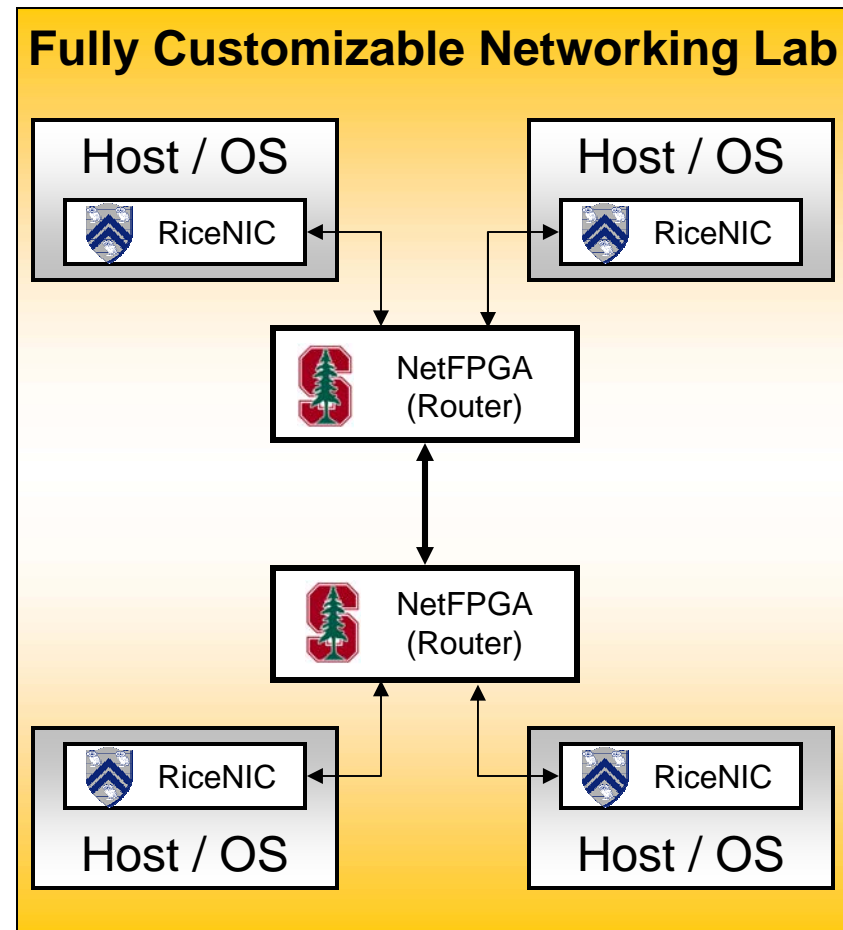 Fully Customizable Networking Lab
Host / OS
RiceNIC
Host / OS
RiceNIC
S
NetFPGA
(Router)
S
NetFPGA
(Router)
RiceNIC
Host / OS
RiceNIC
Host / OS